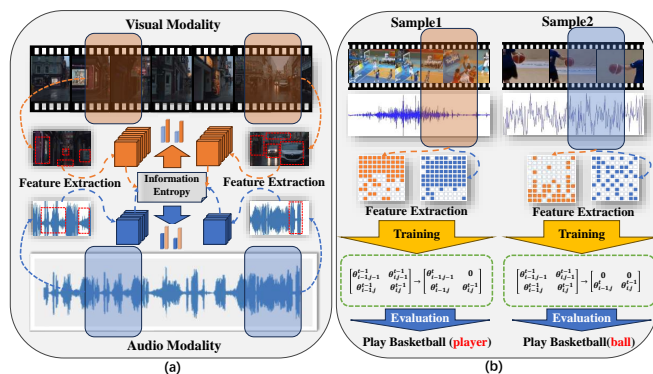 Visual Modality
Feature Extraction
Information
Entropy
Feature Extraction
Audio Modality
(a)
Sample1
Sample2
Feature Extraction
Feature Extraction
Training
Training
Evaluation
Evaluation
Play Basketball (player)
Play Basketball(ball)
(b)